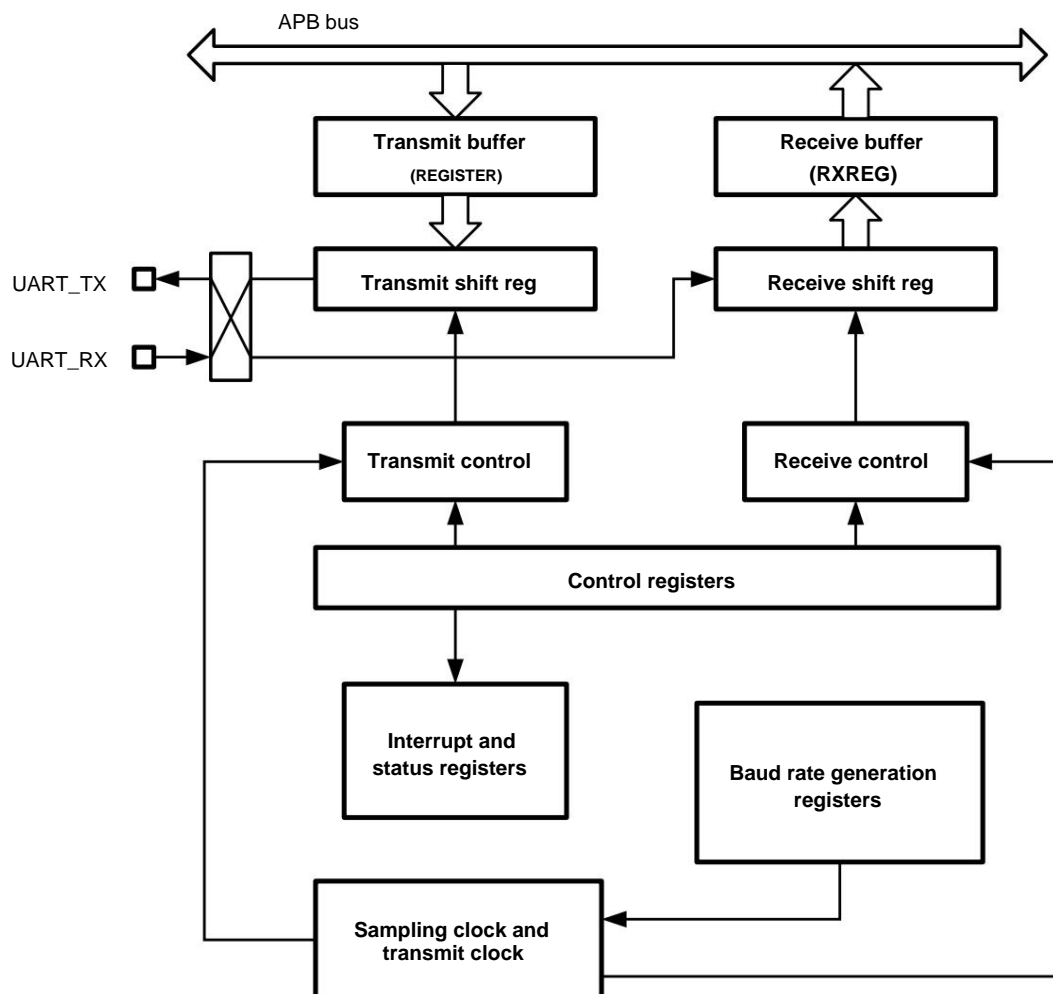 APB bus
Transmit buffer
(REGISTER)
Receive buffer
(RXREG)
UART_TX
Transmit shift reg
Receive shift reg
UART_RX
Transmit control
Receive control
Control registers
Interrupt and
status registers
Baud rate generation
registers
Sampling clock and
transmit clock